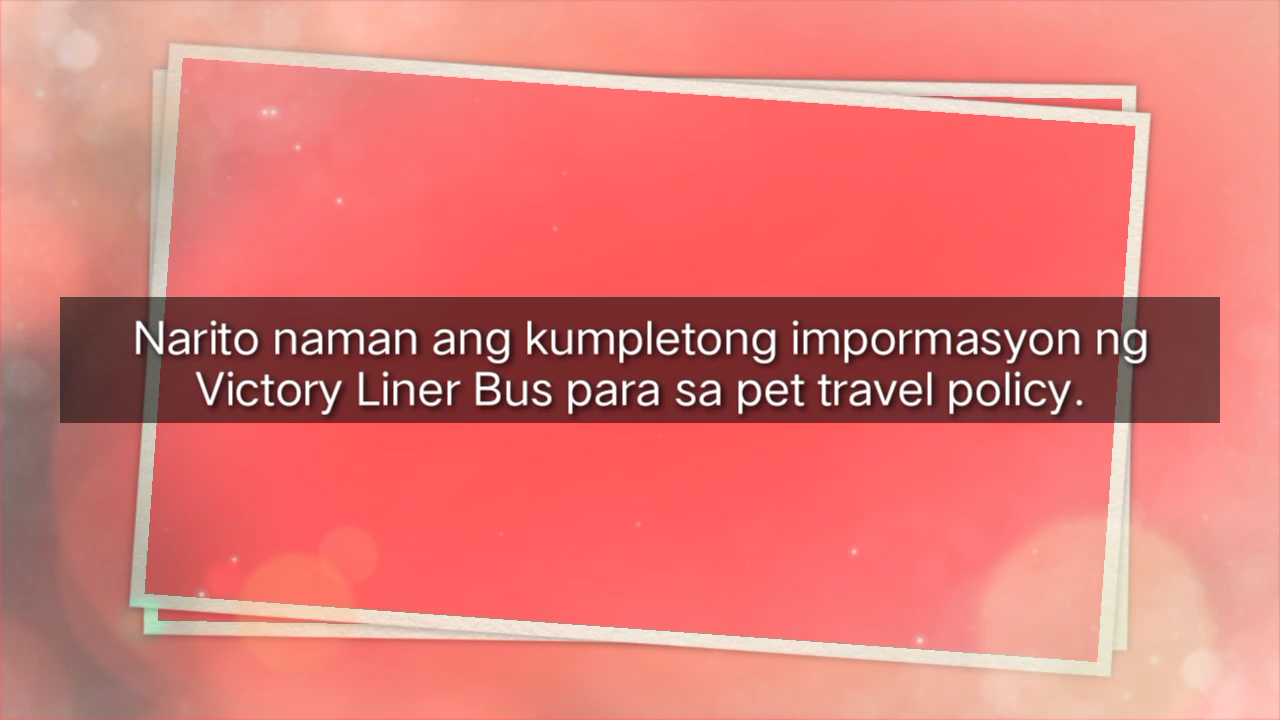 Narito naman ang kumpletong impormasyon ng
Victory Liner Bus para sa pet travel policy.